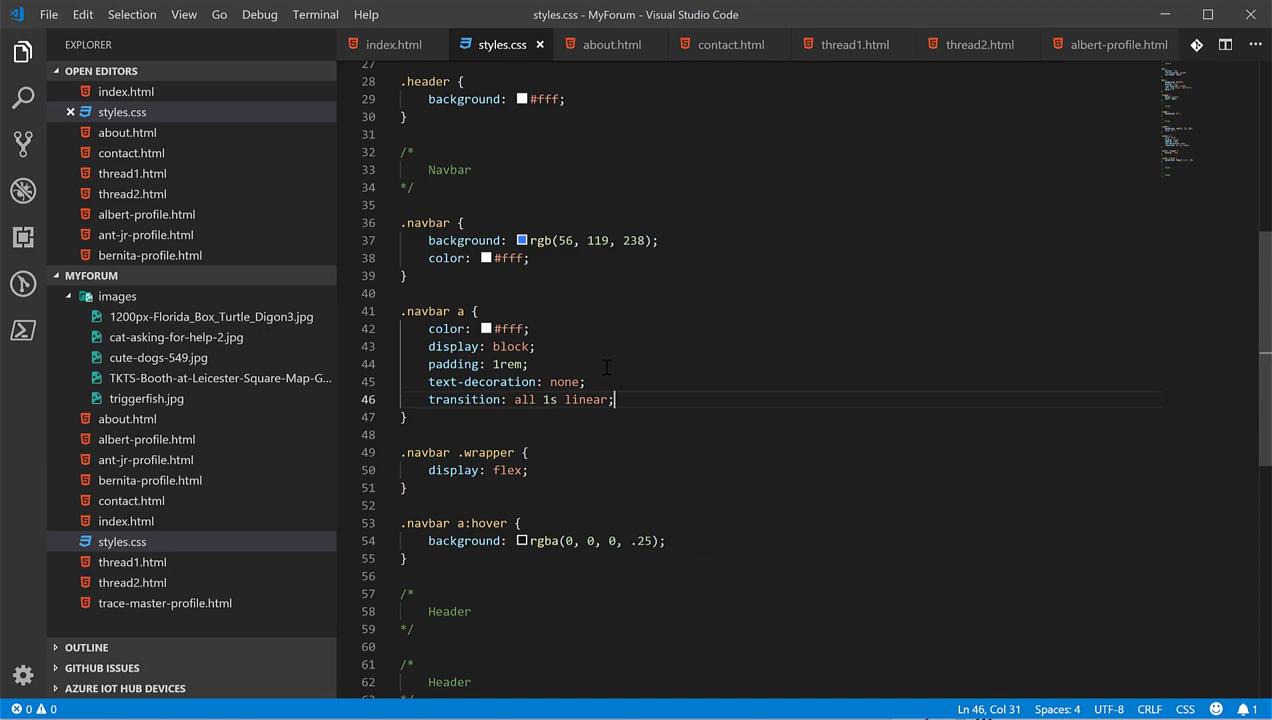 File Edit Selection View Go Debug Terminal Help
styles.css - MyForum - Visual Studio Code
EXPLORER
index.html
styles.css
about.html
contact.html
thread1.html
thread2.html
albert-profile.html
OPEN EDITORS
index.html
styles.css
about.html
contact.html
thread1.html
thread2.html
albert-profile.html
ant-jr-profile.html
bernita-profile.html
MYFORUM
images
1200px-Florida_Box_Turtle_Digon3.jpg
cat-asking-for-help-2.jpg
cute-dogs-549.jpg
TKTS-Booth-at-Leicester-Square-Map-G...
triggerfish.jpg
about.html
albert-profile.html
ant-jr-profile.html
bernita-profile.html
contact.html
index.html
styles.css
thread1.html
thread2.html
trace-master-profile.html
OUTLINE
GITHUB ISSUES
AZURE IOT HUB DEVICES
27
28 .header {
29 background: #fff;
30 }
31
32 /*
33 Navbar
34 */
35
36 .navbar {
37 background: rgb(56, 119, 238);
38 color: #fff;
39 }
40
41 .navbar a {
42 color: #fff;
43 display: block;
44 padding: 1rem;
45 text-decoration: none;
46 transition: all 1s linear;
47 }
48
49 .navbar .wrapper {
50 display: flex;
51 }
52
53 .navbar a:hover {
54 background: rgba(0, 0, 0, .25);
55 }
56
57 /*
58 Header
59 */
60
61 /*
62 Header
63 */
0 0
Ln 46, Col 31 Spaces: 4 UTF-8 CRLF CSS 1